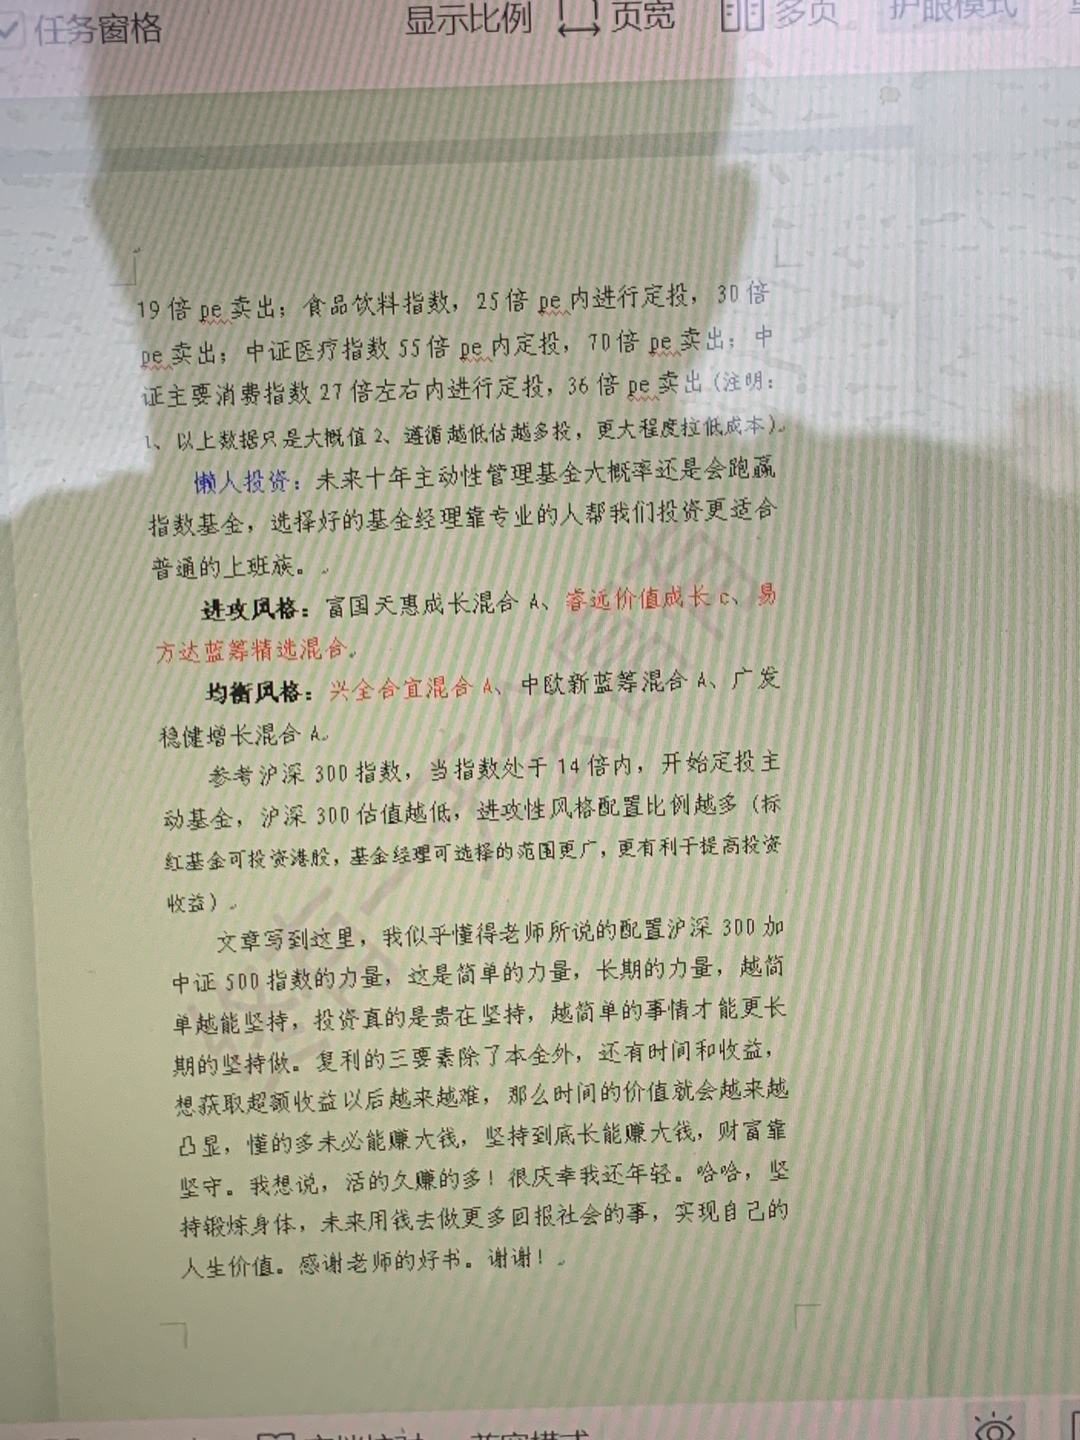 任务窗格
显示比例 页宽 多页 护眼模式
19 倍 pe 卖出；食品饮料指数，25 倍 pe 内进行定投，30 倍
pe 卖出；中证医疗指数 55 倍 pe 内定投，70 倍 pe 卖出；中
证主要消费指数 27 倍左右内进行定投，36 倍 pe 卖出（注明：
1、以上数据只是大概值 2、遵循越低估越多投，更大程度拉低成本）。
懒人投资：未来十年主动性管理基金大概率还是会跑赢
指数基金，选择好的基金经理靠专业的人帮我们投资更适合
普通的上班族。
进攻风格：富国天惠成长混合 A、睿远价值成长 c、易
方达蓝筹精选混合。
均衡风格：兴全合宜混合 A、中欧新蓝筹混合 A、广发
稳健增长混合 A。
参考沪深 300 指数，当指数处于 14 倍内，开始定投主
动基金，沪深 300 估值越低，进攻性风格配置比例越多（标
红基金可投资港股，基金经理可选择的范围更广，更有利于提高投资
收益）。
文章写到这里，我似乎懂得老师所说的配置沪深 300 加
中证 500 指数的力量，这是简单的力量，长期的力量，越简
单越能坚持，投资真的是贵在坚持，越简单的事情才能更长
期的坚持做。复利的三要素除了本金外，还有时间和收益，
想获取超额收益以后越来越难，那么时间的价值就会越来越
凸显，懂的多未必能赚大钱，坚持到底长能赚大钱，财富靠
坚守。我想说，活的久赚的多！很庆幸我还年轻。哈哈，坚
持锻炼身体，未来用钱去做更多回报社会的事，实现自己的
人生价值。感谢老师的好书。谢谢！